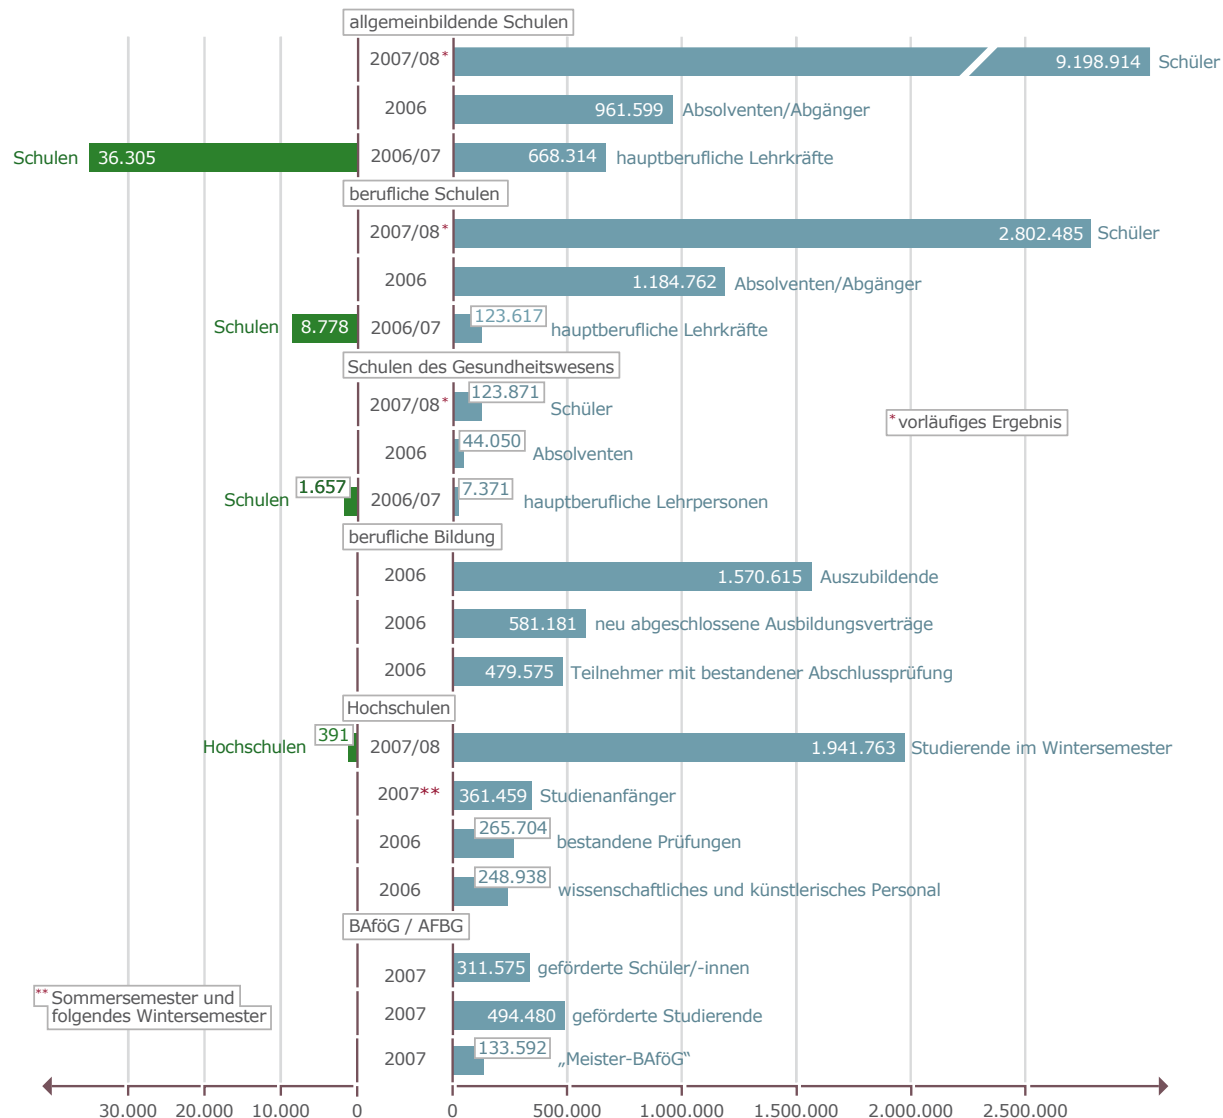 allgemeinbildende Schulen
2007/08* 9.198.914 Schüler
2006 961.599 Absolventen/Abgänger
Schulen 36.305 2006/07 668.314 hauptberufliche Lehrkräfte
berufliche Schulen
2007/08* 2.802.485 Schüler
2006 1.184.762 Absolventen/Abgänger
Schulen 8.778 2006/07 123.617 hauptberufliche Lehrkräfte
Schulen des Gesundheitswesens
2007/08* 123.871 Schüler
*vorläufiges Ergebnis
2006 44.050 Absolventen
Schulen 1.657 2006/07 7.371 hauptberufliche Lehrpersonen
berufliche Bildung
2006 1.570.615 Auszubildende
2006 581.181 neu abgeschlossene Ausbildungsverträge
2006 479.575 Teilnehmer mit bestandener Abschlussprüfung
Hochschulen
Hochschulen 391 2007/08 1.941.763 Studierende im Wintersemester
2007** 361.459 Studienanfänger
2006 265.704 bestandene Prüfungen
2006 248.938 wissenschaftliches und künstlerisches Personal
BAföG / AFBG
2007 311.575 geförderte Schüler/-innen
** Sommersemester und
folgendes Wintersemester
2007 494.480 geförderte Studierende
2007 133.592 „Meister-BAföG“
30.000 20.000 10.000 0 0 500.000 1.000.000 1.500.000 2.000.000 2.500.000